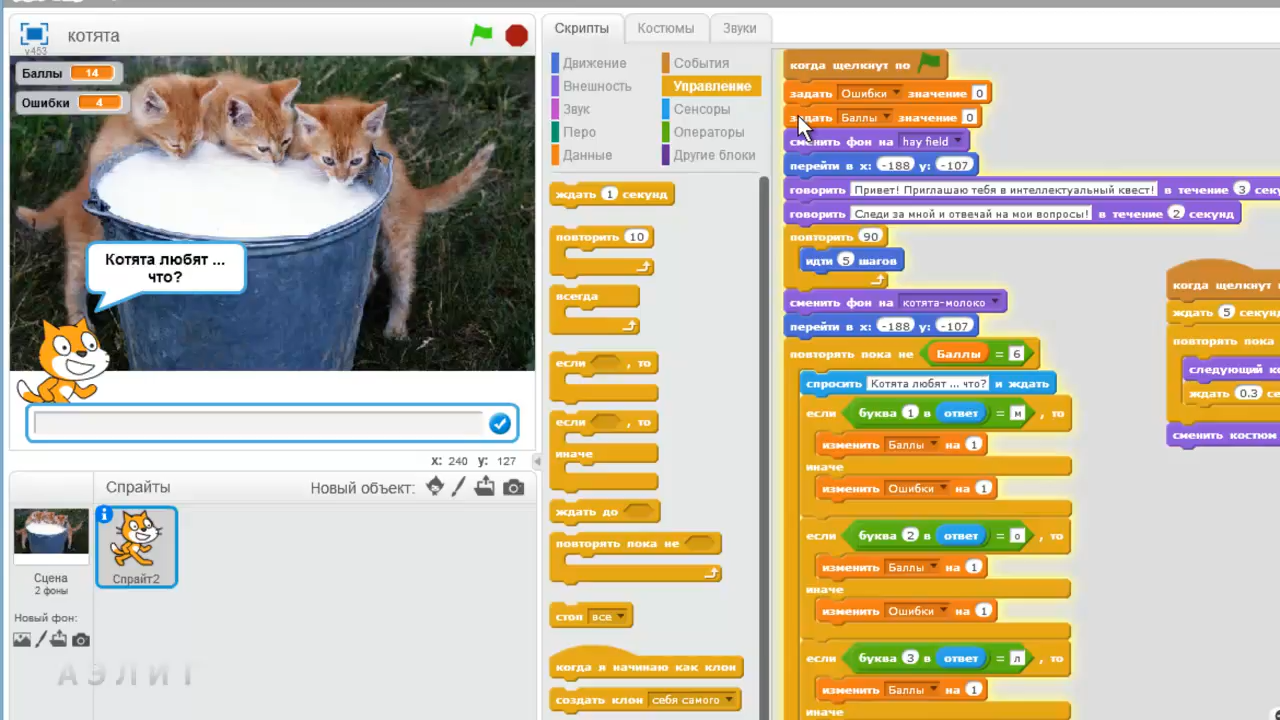 котята
v453
Баллы 14
Ошибки 4
Котята любят ...
что?
x: 240 y: 127
Спрайты
Новый объект:
Сцена
2 фоны
Новый фон:
Спрайт2
АЭЛИТ
Скрипты
Костюмы
Звуки
Движение
События
Внешность
Управление
Звук
Сенсоры
Перо
Операторы
Данные
Другие блоки
ждать 1 секунд
повторить 10
всегда
если , то
если , то
иначе
ждать до
повторять пока не
стоп все
когда я начинаю как клон
создать клон себя самого
когда щелкнут по
задать Ошибки значение 0
задать Баллы значение 0
сменить фон на hay field
перейти в x: -188 y: -107
говорить Привет! Приглашаю тебя в интеллектуальный квест! в течение 3 секу
говорить Следи за мной и отвечай на мои вопросы! в течение 2 секунд
повторить 90
идти 5 шагов
сменить фон на котята-молоко
перейти в x: -188 y: -107
повторять пока не Баллы = 6
спросить Котята любят ... что? и ждать
если буква 1 в ответ = м , то
изменить Баллы на 1
иначе
изменить Ошибки на 1
если буква 2 в ответ = о , то
изменить Баллы на 1
иначе
изменить Ошибки на 1
если буква 3 в ответ = л , то
изменить Баллы на 1
иначе
когда щелкнут
ждать 5 секунд
повторять пока
следующий ко
ждать 0.3 се
сменить костюм